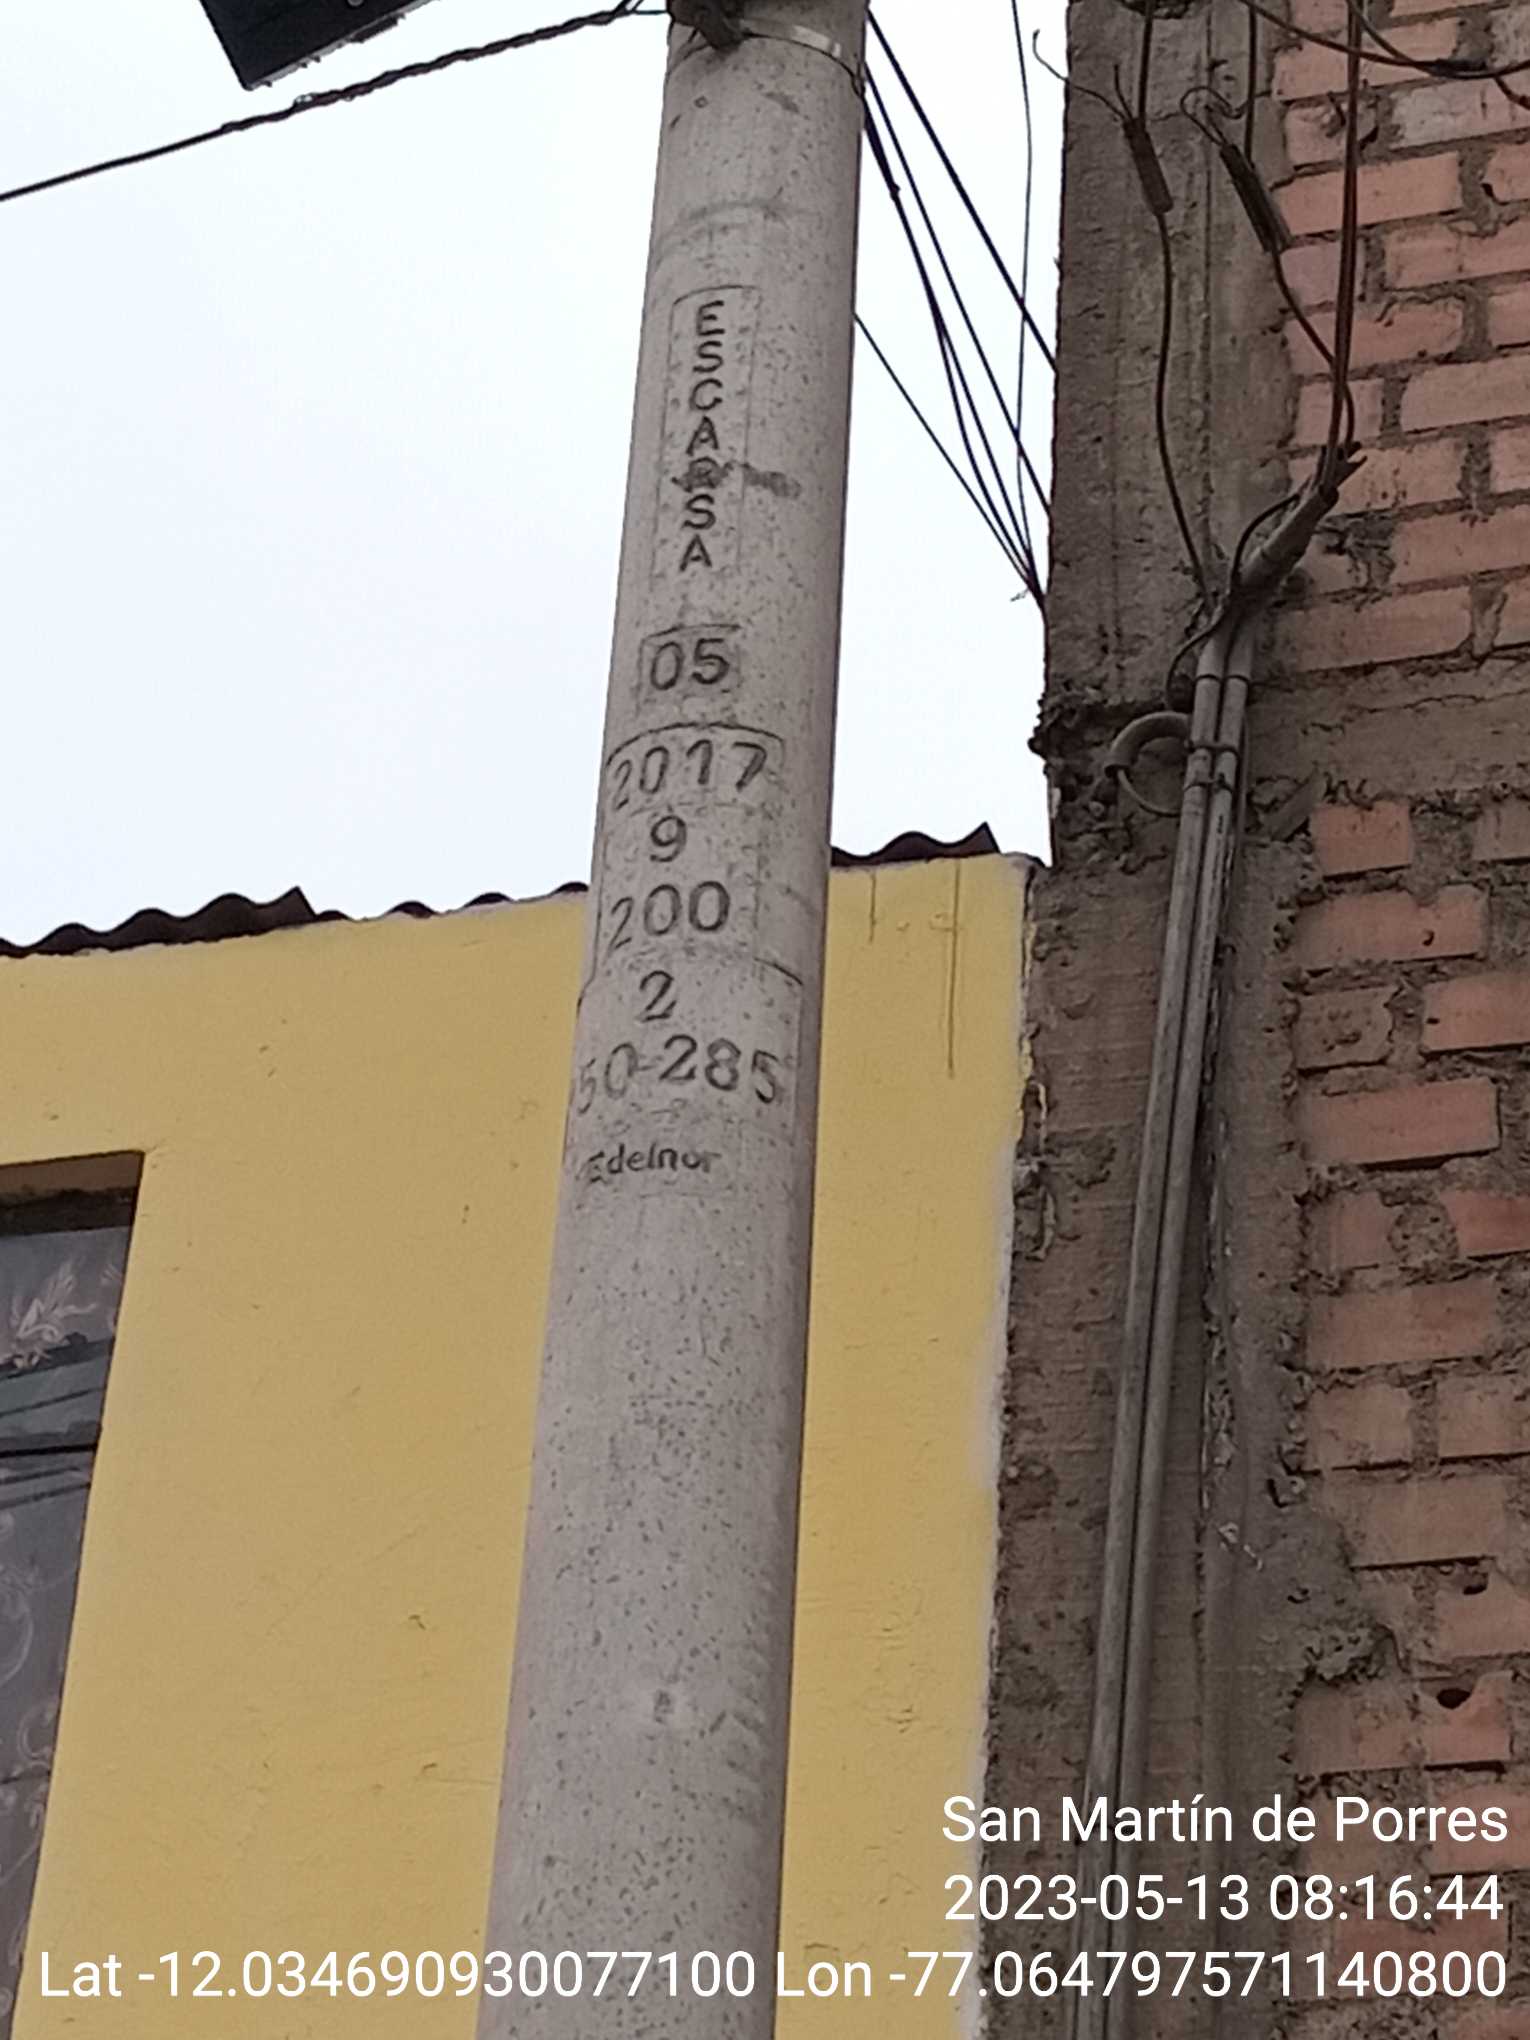 ESCARSA
05
2017
9
200
2
150-285
Edelnor
San Martín de Porres
2023-05-13 08:16:44
Lat -12.034690930077100 Lon -77.064797571140800